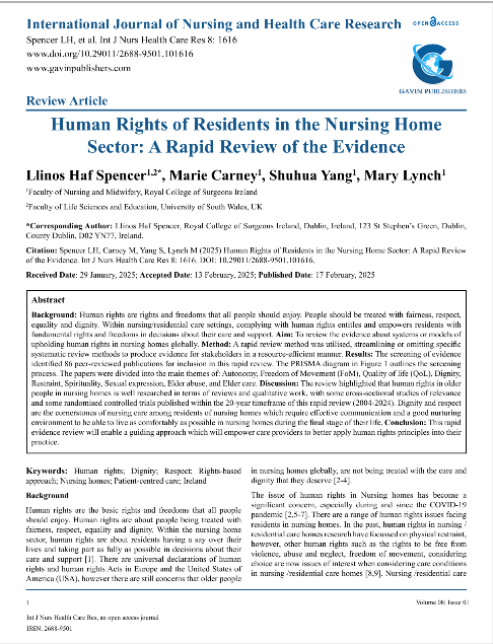 International Journal of Nursing and Health Care Research
OPEN ACCESS
Spencer LH, et al. Int J Nurs Health Care Res 8: 1616
www.doi.org/10.29011/2688-9501.101616
www.gavinpublishers.com
GAVIN PUBLISHERS
Review Article
Human Rights of Residents in the Nursing Home
Sector: A Rapid Review of the Evidence
Llinos Haf Spencer1,2*, Marie Carney1, Shuhua Yang1, Mary Lynch1
1Faculty of Nursing and Midwifery, Royal College of Surgeons Ireland
2Faculty of Life Sciences and Education, University of South Wales, UK
*Corresponding Author: Llinos Haf Spencer, Royal College of Surgeons Ireland, Dublin, Ireland, 123 St Stephen's Green, Dublin,
County Dublin, D02 YN77, Ireland.
Citation: Spencer LH, Carney M, Yang S, Lynch M (2025) Human Rights of Residents in the Nursing Home Sector: A Rapid Review
of the Evidence. Int J Nurs Health Care Res 8: 1616. DOI: 10.29011/2688-9501.101616.
Received Date: 29 January, 2025; Accepted Date: 13 February, 2025; Published Date: 17 February, 2025
Abstract
Background: Human rights are rights and freedoms that all people should enjoy. People should be treated with fairness, respect,
equality and dignity. Within nursing/residential care settings, complying with human rights entitles and empowers residents with
fundamental rights and freedoms in decisions about their care and support. Aim: To review the evidence about systems or models of
upholding human rights in nursing homes globally. Method: A rapid review method was utilised, streamlining or omitting specific
systematic review methods to produce evidence for stakeholders in a resource-efficient manner. Results: The screening of evidence
identified 86 peer-reviewed publications for inclusion in this rapid review. The PRISMA diagram in Figure 1 outlines the screening
process. The papers were divided into the main themes of: Autonomy, Freedom of Movement (FoM), Quality of life (QoL), Dignity,
Restraint, Spirituality, Sexual expression, Elder abuse, and Elder care. Discussion: The review highlighted that human rights in older
people in nursing homes is well researched in terms of reviews and qualitative work, with some cross-sectional studies of relevance
and some randomised controlled trials published within the 20-year timeframe of this rapid review (2004-2024). Dignity and respect
are the cornerstones of nursing care among residents of nursing homes which require effective communication and a good nurturing
environment to be able to live as comfortably as possible in nursing homes during the final stage of their life. Conclusion: This rapid
evidence review will enable a guiding approach which will empower care providers to better apply human rights principles into their
practice.
Keywords: Human rights; Dignity; Respect; Rights-based
approach; Nursing homes; Patient-centred care; Ireland
Background
Human rights are the basic rights and freedoms that all people
should enjoy. Human rights are about people being treated with
fairness, respect, equality and dignity. Within the nursing home
sector, human rights are about residents having a say over their
lives and taking part as fully as possible in decisions about their
care and support [1]. There are universal declarations of human
rights and human rights Acts in Europe and the United States of
America (USA), however there are still concerns that older people
in nursing homes globally, are not being treated with the care and
dignity that they deserve [2-4].
The issue of human rights in Nursing homes has become a
significant concern, especially during and since the COVID-19
pandemic [2,5-7]. There are a range of human rights issues facing
residents in nursing homes. In the past, human rights in nursing /
residential care homes research have focussed on physical restraint,
however, other human rights such as the rights to be free from
violence, abuse and neglect, freedom of movement, considering
choice are now issues of interest when considering care conditions
in nursing /residential care homes [8,9]. Nursing /residential care
1
Volume 08; Issue 01
Int J Nurs Health Care Res, an open access journal
ISSN: 2688-9501